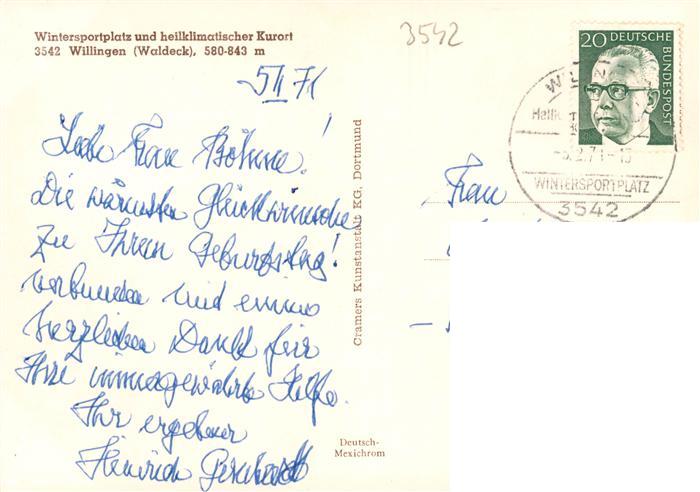 Wintersportplatz und heilklimatischer Kurort
3542 Willingen (Waldeck), 580-843 m
3542
5/II 71
Liebe Frau Böhme!
Die wärmsten Glückwünsche
zu Ihrem Geburtstag!
verbunden mit einem
herzlichen Dank für
Ihre immergewährte Hilfe.
Ihr ergebener
Heinrich
Cramers Kunstanstalt KG, Dortmund
Deutsch-
Mexichrom
20 DEUTSCHE
BUNDESPOST
WINTERSPORTPLATZ
3542
Frau